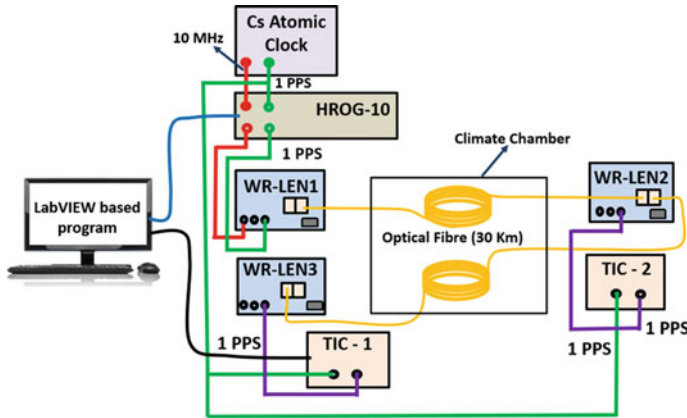 Cs Atomic
Clock
10 MHz
1 PPS
HROG-10
1 PPS
Climate Chamber
WR-LEN1
WR-LEN2
LabVIEW based
program
Optical Fibre (30 Km)
WR-LEN3
TIC - 2
1 PPS
TIC - 1
1 PPS
1 PPS